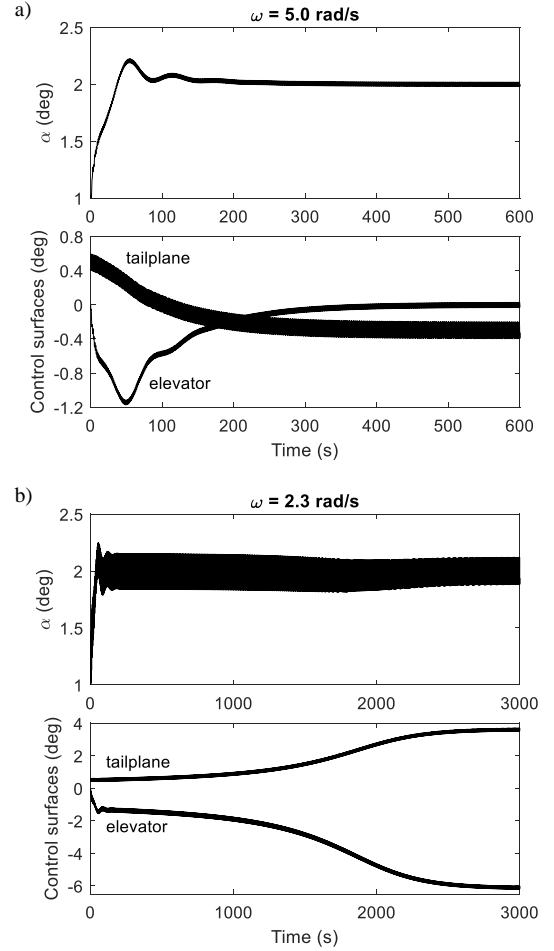 a)
ω = 5.0 rad/s
2.5
2
1.5
1
α (deg)
0 100 200 300 400 500 600
0.8
0.4
0
-0.4
-0.8
-1.2
Control surfaces (deg)
tailplane
elevator
0 100 200 300 400 500 600
Time (s)
b)
ω = 2.3 rad/s
2.5
2
1.5
1
α (deg)
0 1000 2000 3000
4
2
0
-2
-4
-6
Control surfaces (deg)
tailplane
elevator
0 1000 2000 3000
Time (s)